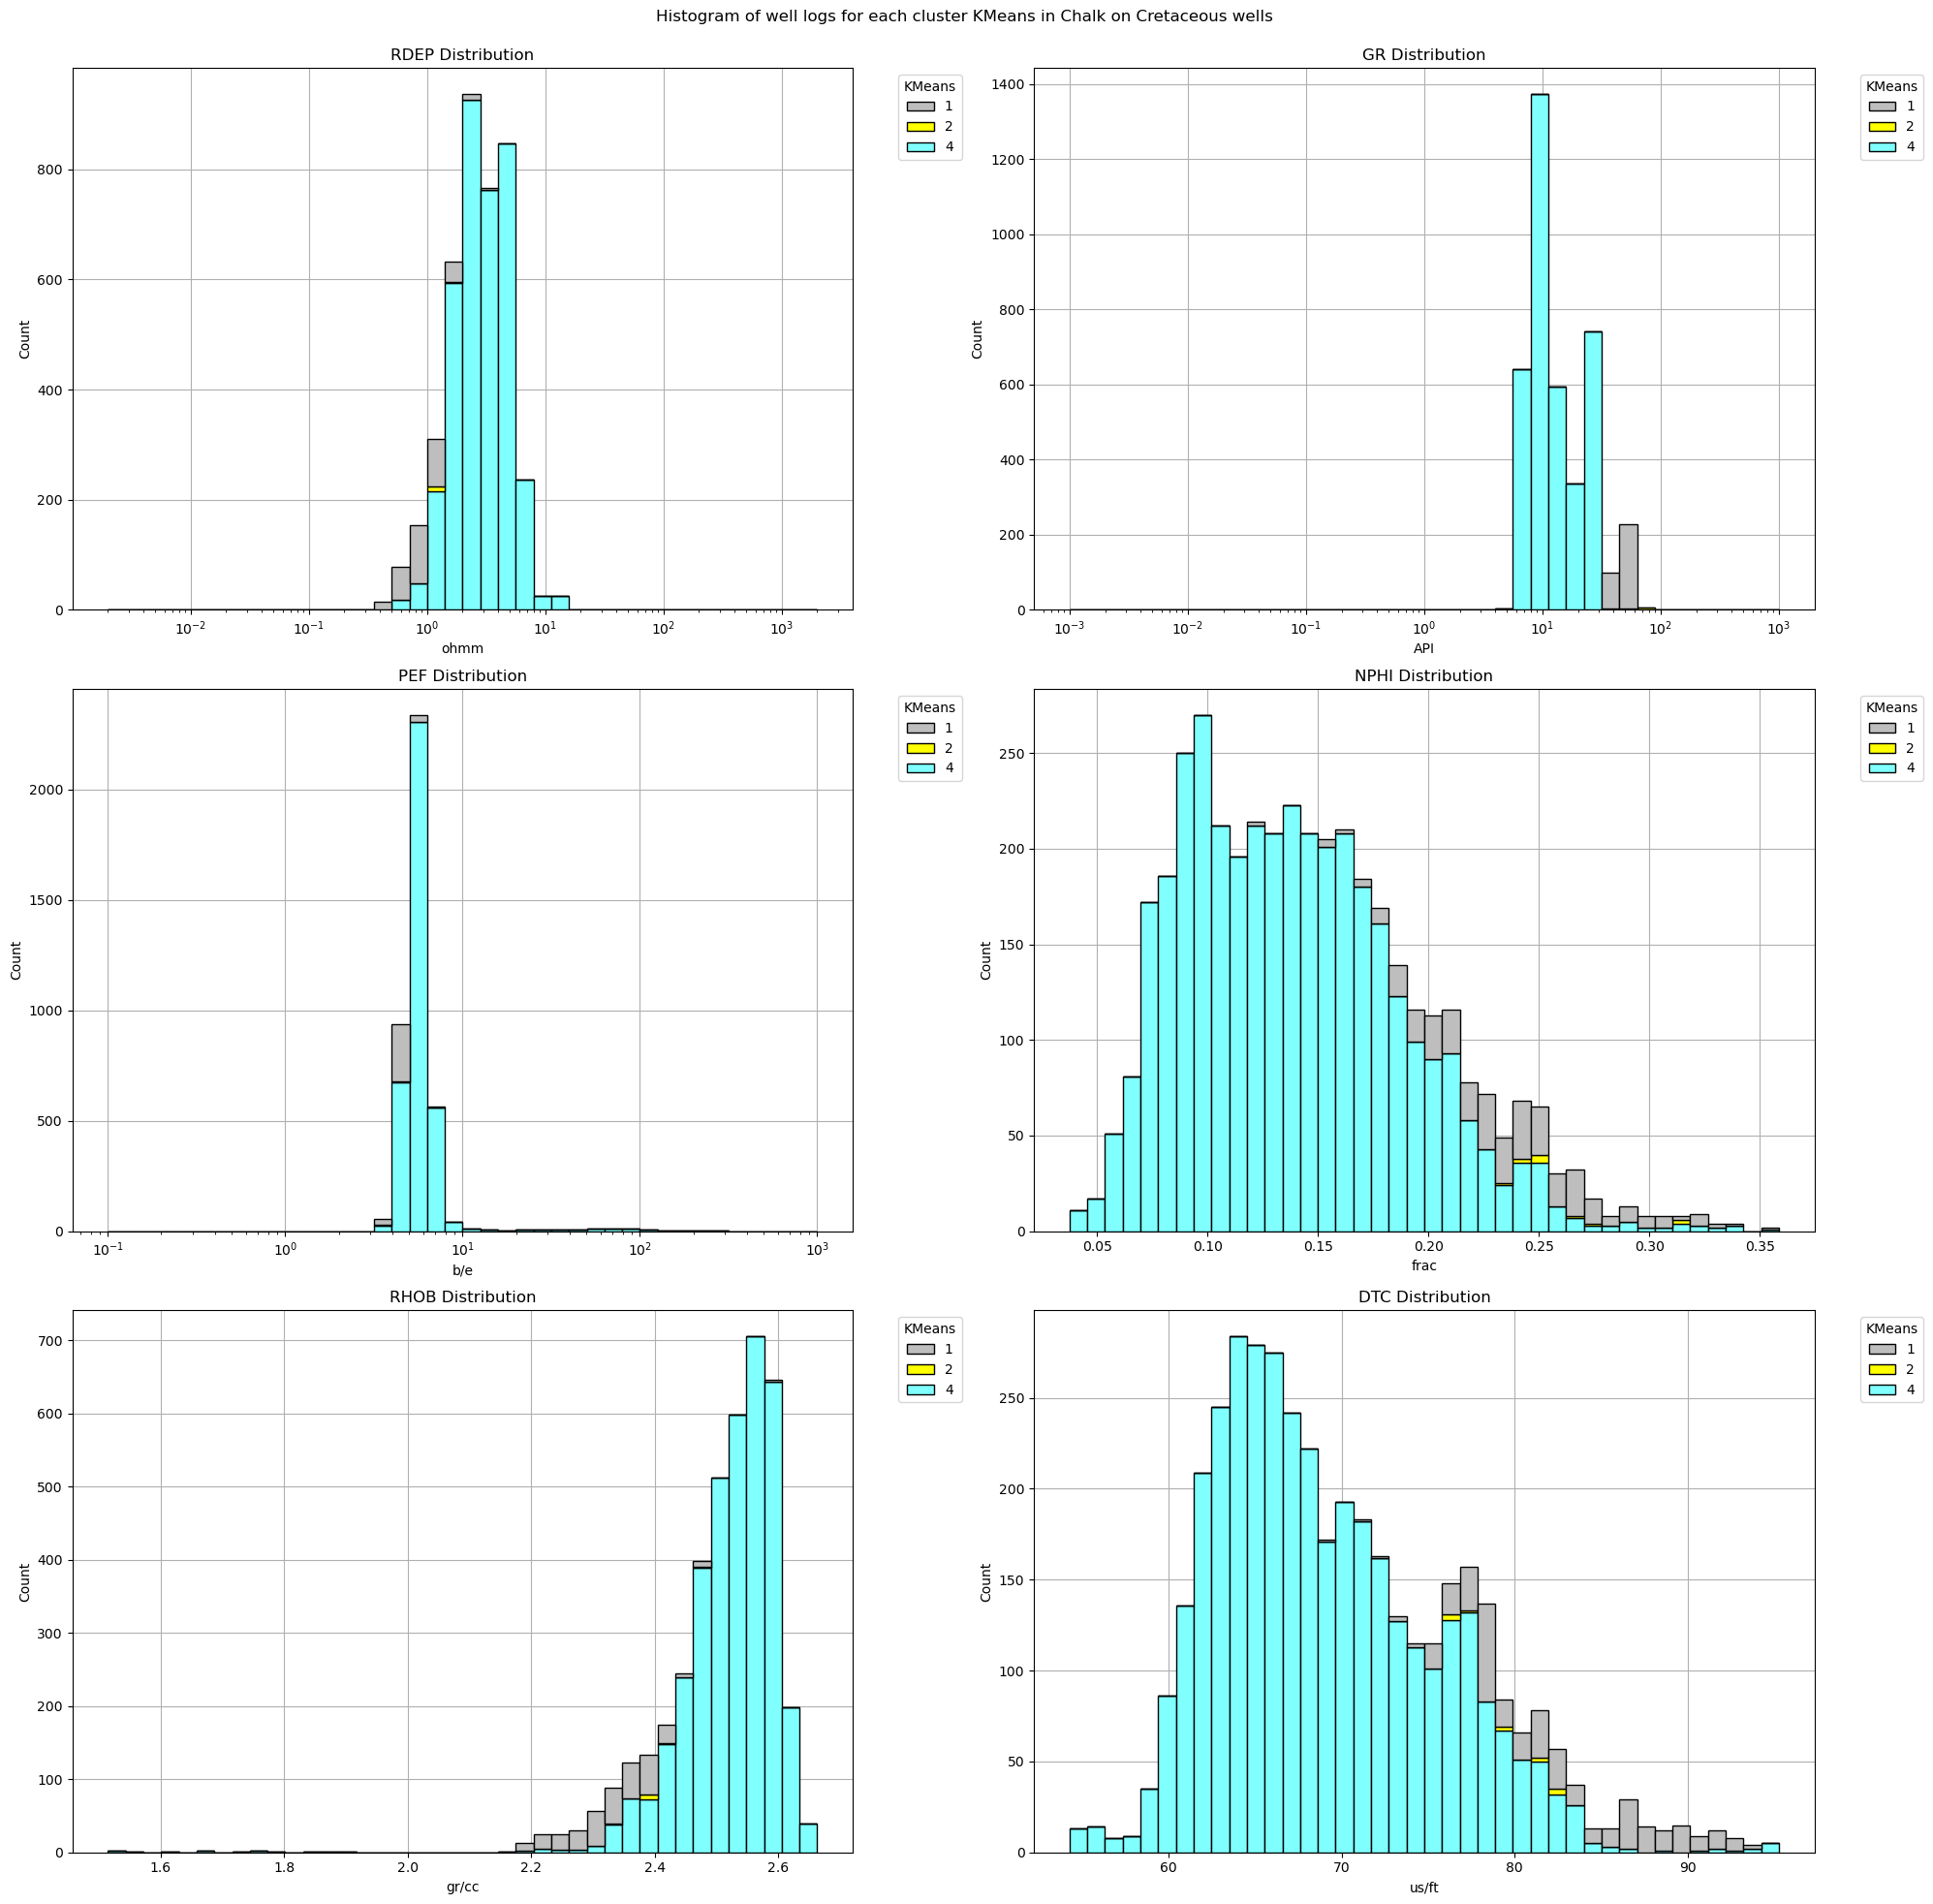 Histogram of well logs for each cluster KMeans in Chalk on Cretaceous wells
RDEP Distribution
Count
800
600
400
200
0
10⁻² 10⁻¹ 10⁰ 10¹ 10² 10³
ohmm
KMeans
1
2
4
GR Distribution
Count
1400
1200
1000
800
600
400
200
0
10⁻³ 10⁻² 10⁻¹ 10⁰ 10¹ 10² 10³
API
KMeans
1
2
4
PEF Distribution
Count
2000
1500
1000
500
0
10⁻¹ 10⁰ 10¹ 10² 10³
b/e
KMeans
1
2
4
NPHI Distribution
Count
250
200
150
100
50
0
0.05 0.10 0.15 0.20 0.25 0.30 0.35
frac
KMeans
1
2
4
RHOB Distribution
Count
700
600
500
400
300
200
100
0
1.6 1.8 2.0 2.2 2.4 2.6
gr/cc
KMeans
1
2
4
DTC Distribution
Count
250
200
150
100
50
0
60 70 80 90
us/ft
KMeans
1
2
4